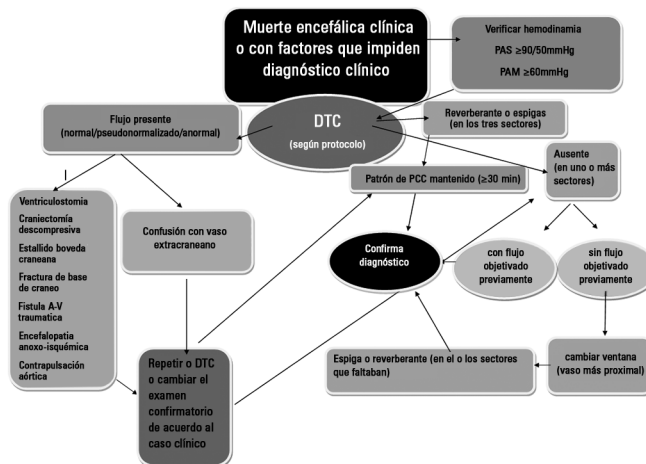 Muerte encefálica clínica
o con factores que impiden
diagnóstico clínico
Verificar hemodinamia
PAS ≥90/50mmHg
PAM ≥60mmHg
Flujo presente
(normal/pseudonormalizado/anormal)
DTC
(según protocolo)
Reverberante o espigas
(en los tres sectores)
Ausente
(en uno o más
sectores)
Patrón de PCC mantenido (≥30 min)
Ventriculostomia
Craniectomía
descompresiva
Estallido boveda
craneana
Fractura de base
de craneo
Fistula A-V
traumatica
Encefalopatia
anoxo-isquémica
Contrapulsación
aórtica
Confusión con vaso
extracraneano
Confirma
diagnóstico
con flujo
objetivado
previamente
sin flujo
objetivado
previamente
Repetir o DTC
o cambiar el
examen
confirmatorio
de acuerdo al
caso clínico
Espiga o reverberante (en el o los sectores
que faltaban)
cambiar ventana
(vaso más proximal)